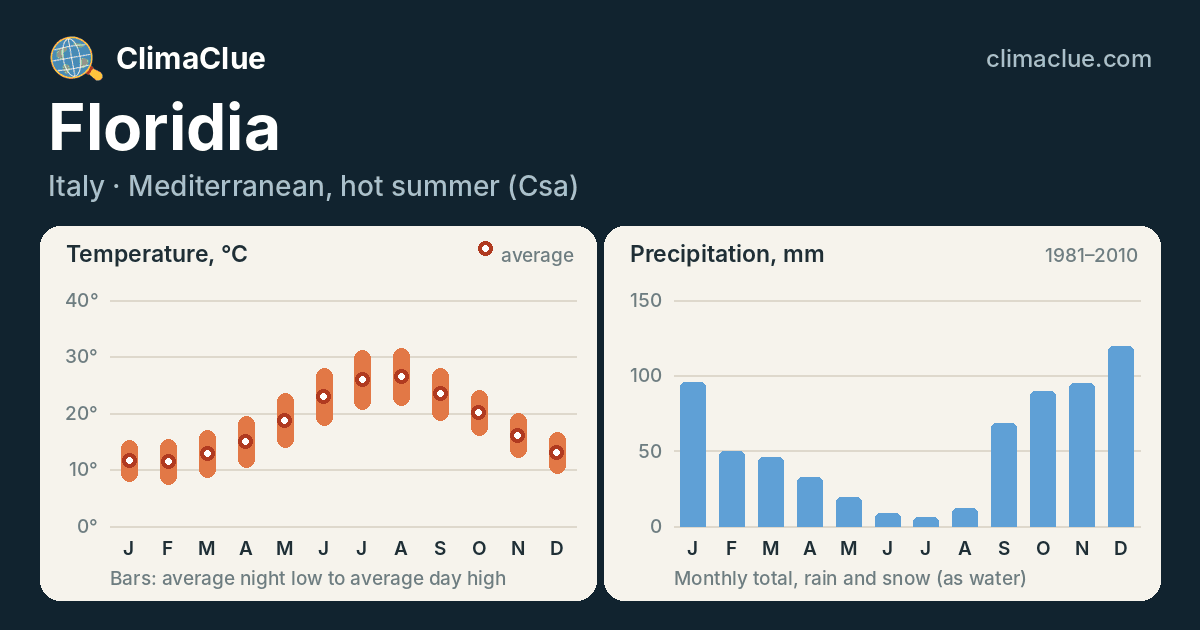 ClimaClue
climaclue.com
Floridia
Italy · Mediterranean, hot summer (Csa)
Temperature, °C
average
40°
30°
20°
10°
0°
J F M A M J J A S O N D
Bars: average night low to average day high
Precipitation, mm
1981–2010
150
100
50
0
J F M A M J J A S O N D
Monthly total, rain and snow (as water)